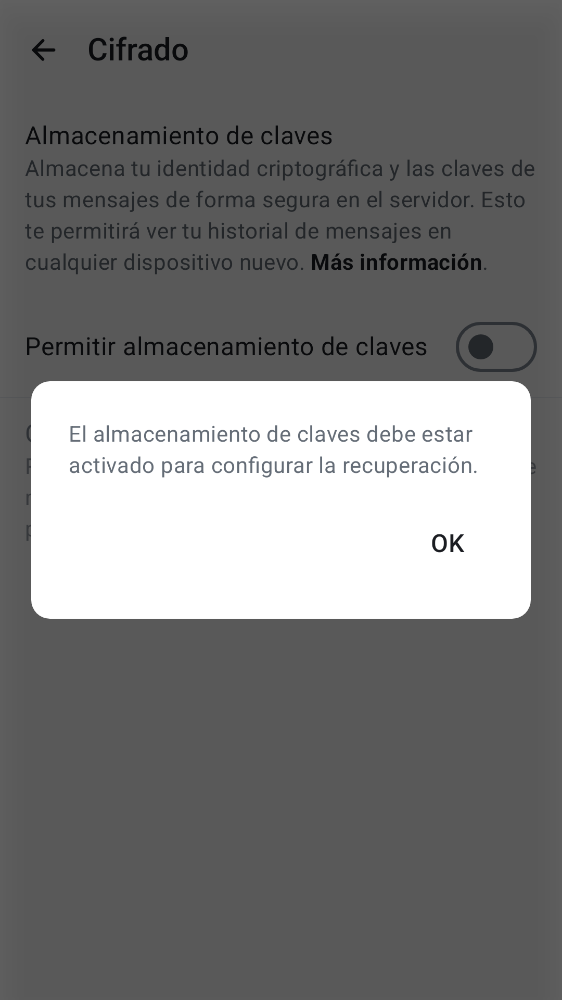 Cifrado
Almacenamiento de claves
Almacena tu identidad criptográfica y las claves de
tus mensajes de forma segura en el servidor. Esto
te permitirá ver tu historial de mensajes en
cualquier dispositivo nuevo. Más información.
Permitir almacenamiento de claves
El almacenamiento de claves debe estar
activado para configurar la recuperación.
OK